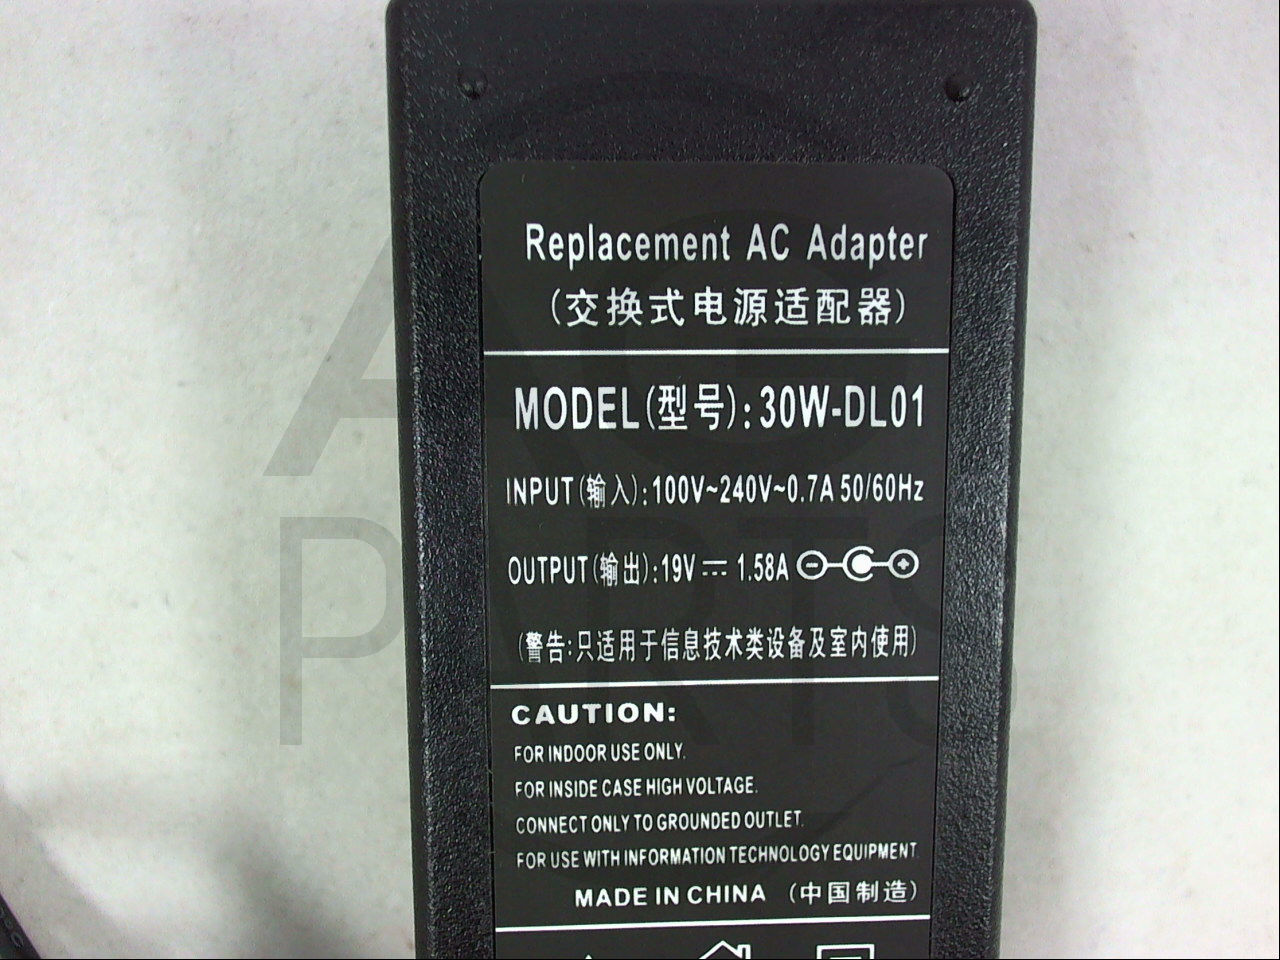 Replacement AC Adapter
(交换式电源适配器)
MODEL(型号):30W-DL01
INPUT(输入):100V~240V~0.7A 50/60Hz
OUTPUT(输出):19V ⎓ 1.58A
(警告:只适用于信息技术类设备及室内使用)
CAUTION:
FOR INDOOR USE ONLY.
FOR INSIDE CASE HIGH VOLTAGE.
CONNECT ONLY TO GROUNDED OUTLET.
FOR USE WITH INFORMATION TECHNOLOGY EQUIPMENT
MADE IN CHINA (中国制造)
AG
PARTS